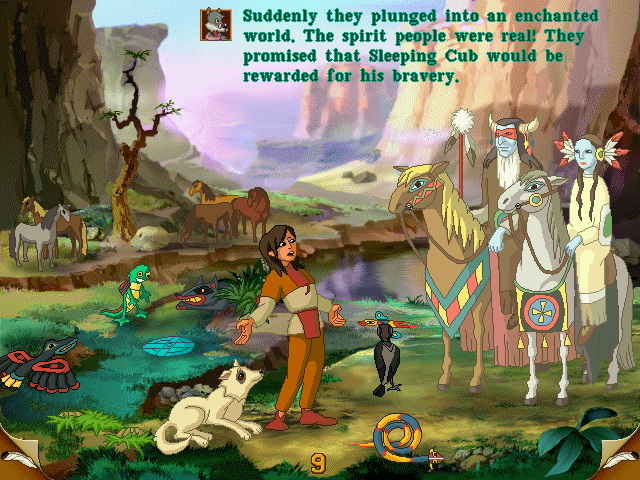 Suddenly they plunged into an enchanted
world. The spirit people were real! They
promised that Sleeping Cub would be
rewarded for his bravery.
9